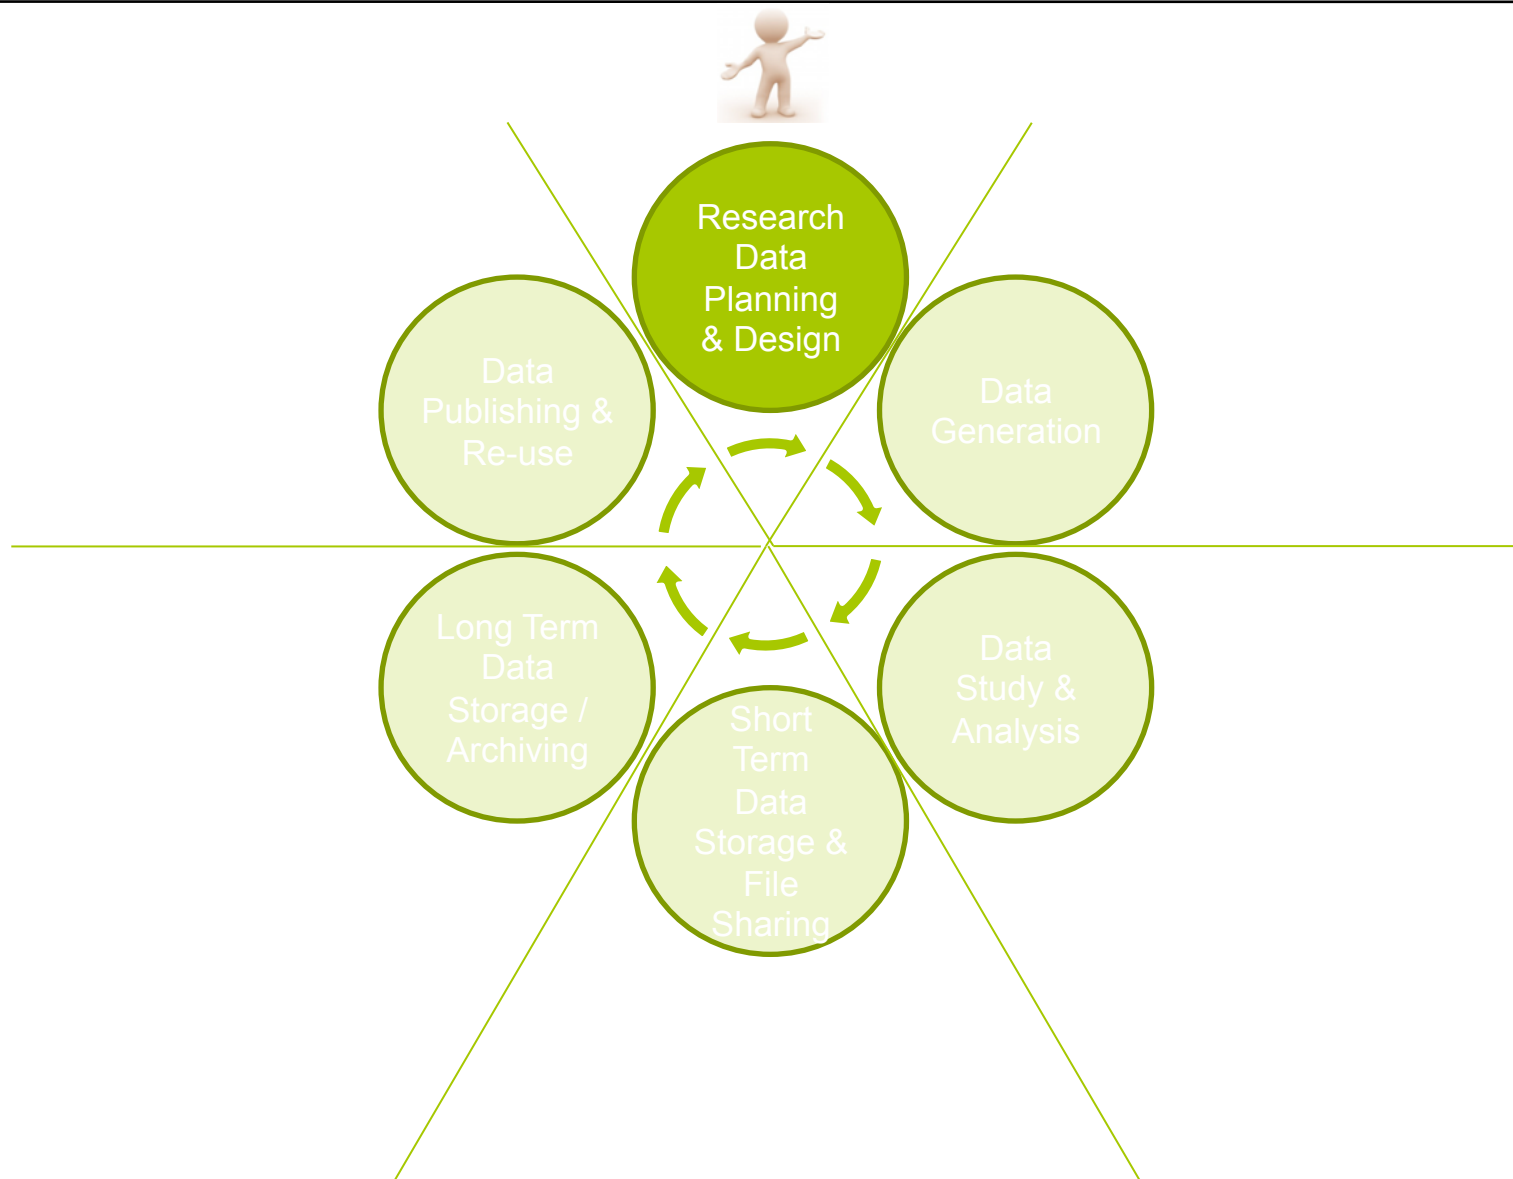 Research
Data
Planning
& Design
Data
Generation
Data
Study &
Analysis
Short
Term
Data
Storage &
File
Sharing
Long Term
Data
Storage /
Archiving
Data
Publishing &
Re-use